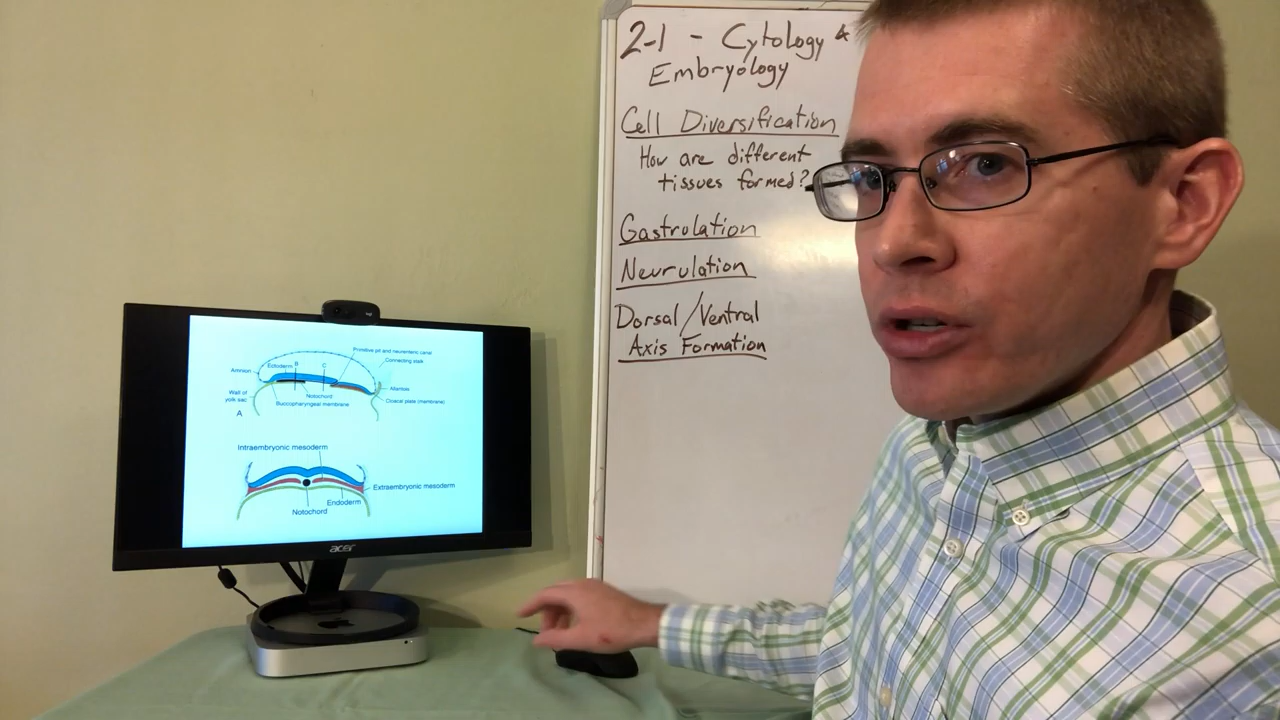 2-1 - Cytology &
Embryology
Cell Diversification
How are different
tissues formed?
Gastrulation
Neurulation
Dorsal/Ventral
Axis Formation
Primitive pit and neurenteric canal
Connecting stalk
Amnion
Ectoderm
B
C
Allantois
Wall of
yolk sac
Notochord
Buccopharyngeal membrane
Cloacal plate (membrane)
A
Intraembryonic mesoderm
Extraembryonic mesoderm
Endoderm
Notochord
acer